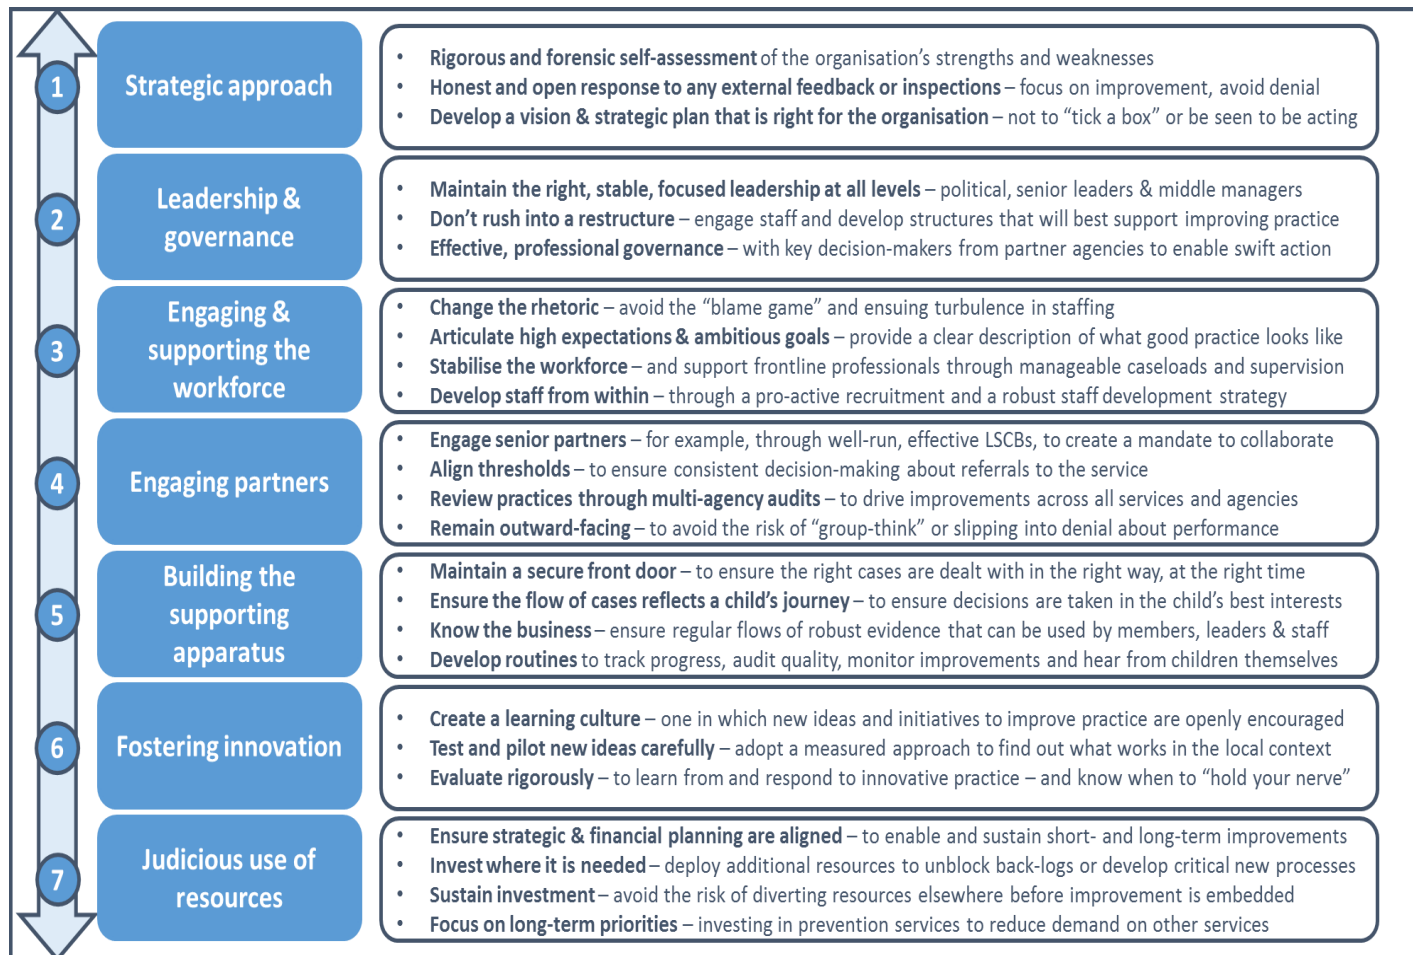 1
Strategic approach
• Rigorous and forensic self-assessment of the organisation's strengths and weaknesses
• Honest and open response to any external feedback or inspections – focus on improvement, avoid denial
• Develop a vision & strategic plan that is right for the organisation – not to “tick a box” or be seen to be acting
2
Leadership &
governance
• Maintain the right, stable, focused leadership at all levels – political, senior leaders & middle managers
• Don't rush into a restructure – engage staff and develop structures that will best support improving practice
• Effective, professional governance – with key decision-makers from partner agencies to enable swift action
3
Engaging &
supporting the
workforce
• Change the rhetoric – avoid the “blame game” and ensuing turbulence in staffing
• Articulate high expectations & ambitious goals – provide a clear description of what good practice looks like
• Stabilise the workforce – and support frontline professionals through manageable caseloads and supervision
• Develop staff from within – through a pro-active recruitment and a robust staff development strategy
4
Engaging partners
• Engage senior partners – for example, through well-run, effective LSCBs, to create a mandate to collaborate
• Align thresholds – to ensure consistent decision-making about referrals to the service
• Review practices through multi-agency audits – to drive improvements across all services and agencies
• Remain outward-facing – to avoid the risk of “group-think” or slipping into denial about performance
5
Building the
supporting
apparatus
• Maintain a secure front door – to ensure the right cases are dealt with in the right way, at the right time
• Ensure the flow of cases reflects a child's journey – to ensure decisions are taken in the child's best interests
• Know the business – ensure regular flows of robust evidence that can be used by members, leaders & staff
• Develop routines to track progress, audit quality, monitor improvements and hear from children themselves
6
Fostering innovation
• Create a learning culture – one in which new ideas and initiatives to improve practice are openly encouraged
• Test and pilot new ideas carefully – adopt a measured approach to find out what works in the local context
• Evaluate rigorously – to learn from and respond to innovative practice – and know when to “hold your nerve”
7
Judicious use of
resources
• Ensure strategic & financial planning are aligned – to enable and sustain short- and long-term improvements
• Invest where it is needed – deploy additional resources to unblock back-logs or develop critical new processes
• Sustain investment – avoid the risk of diverting resources elsewhere before improvement is embedded
• Focus on long-term priorities – investing in prevention services to reduce demand on other services